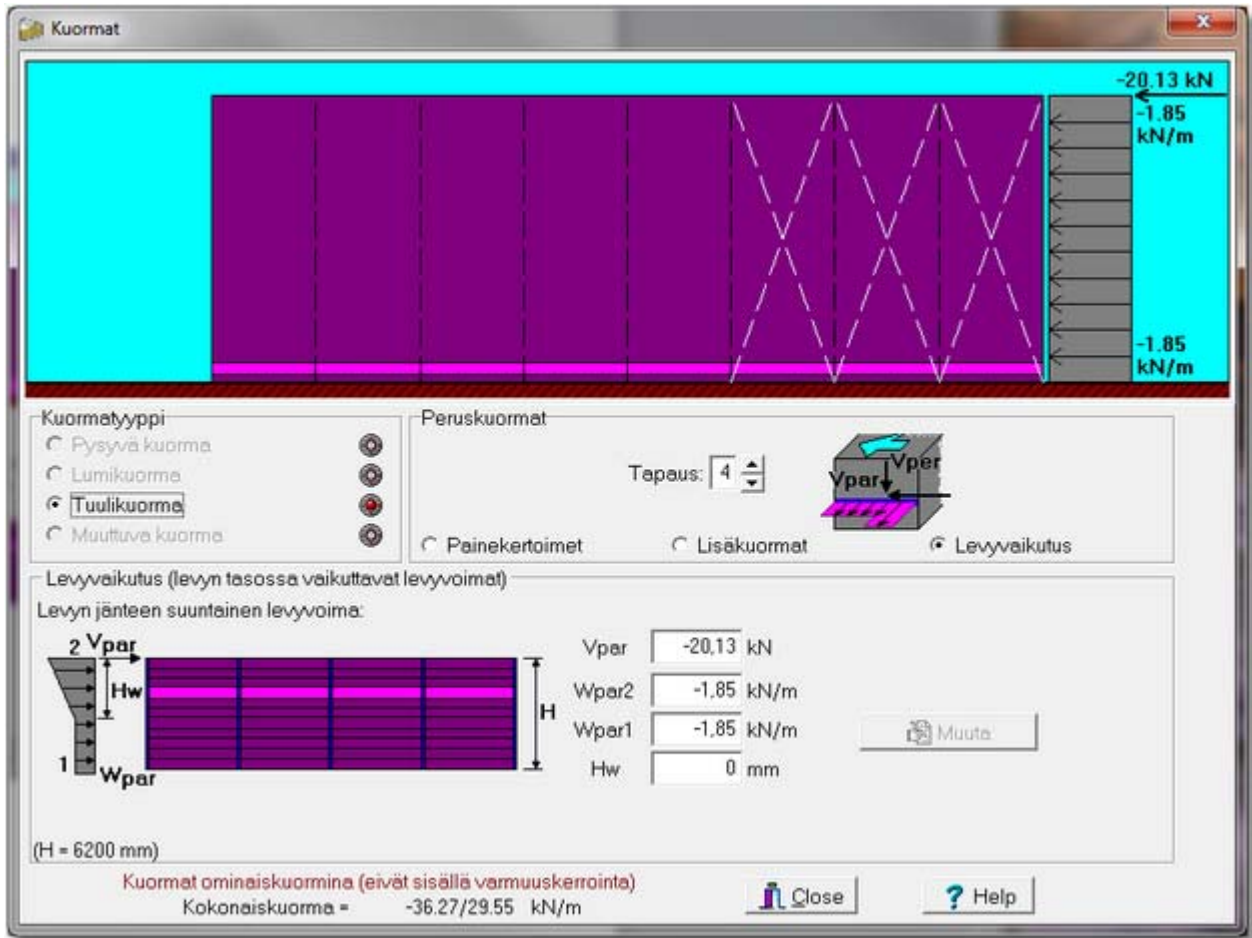 Kuormat
-20.13 kN
-1.85
kN/m
-1.85
kN/m
Kuormatyyppi
Pysyvä kuorma
Lumikuorma
Tuulikuorma
Muuttuva kuorma
Peruskuormat
Tapaus: 4
Vper
Vpar
Painekertoimet
Lisäkuormat
Levyvaikutus
Levyvaikutus (levyn tasossa vaikuttavat levyvoimat)
Levyn jänteen suuntainen levyvoima:
2 Vpar
Hw
H
1 Wpar
Vpar -20,13 kN
Wpar2 -1,85 kN/m
Wpar1 -1,85 kN/m
Hw 0 mm
Muuta
(H = 6200 mm)
Kuormat ominaiskuormina (eivät sisällä varmuuskerrointa)
Kokonaiskuorma = -36.27/29.55 kN/m
Close
? Help